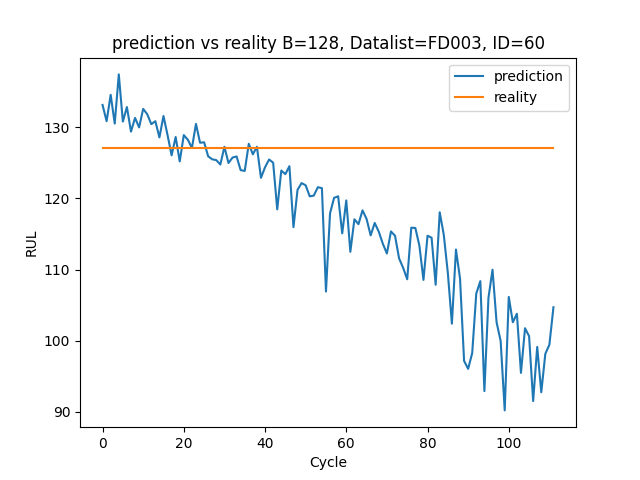 prediction vs reality B=128, Datalist=FD003, ID=60
prediction
reality
130
120
110
100
90
RUL
0 20 40 60 80 100
Cycle